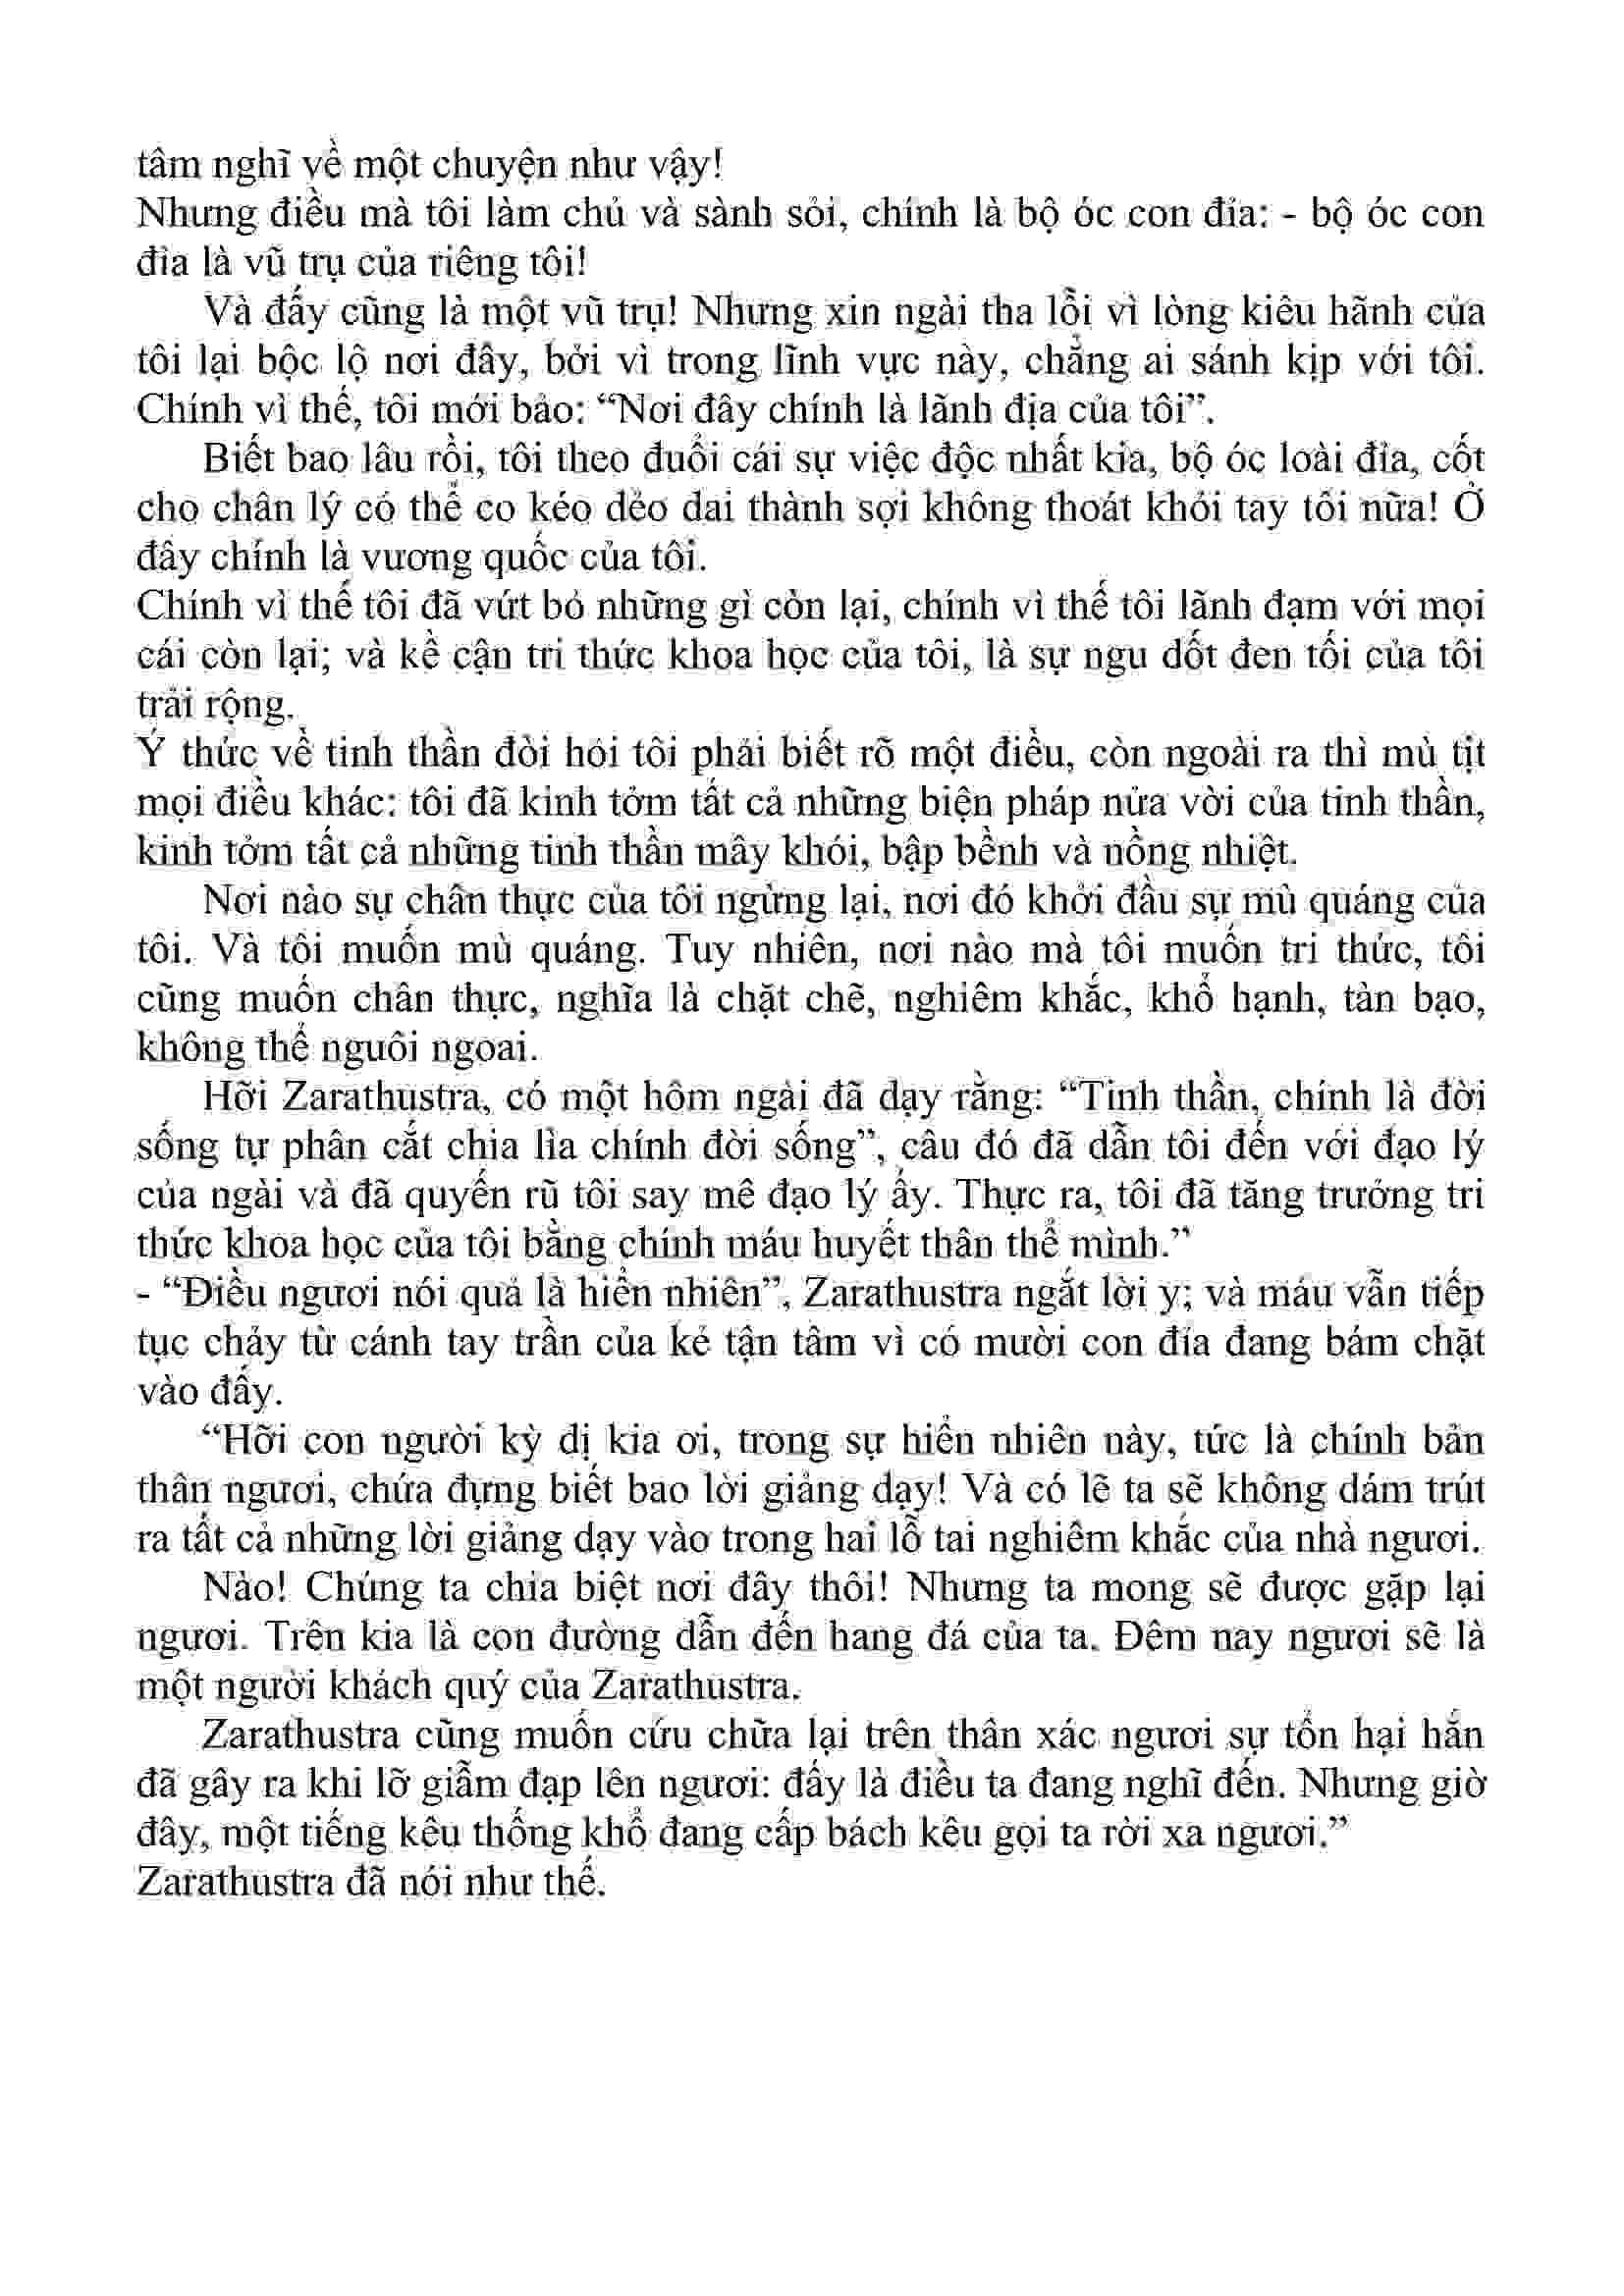 tâm nghĩ về một chuyện như vậy!
Nhưng điều mà tôi làm chủ và sành sỏi, chính là bộ óc con đỉa: - bộ óc con
đỉa là vũ trụ của riêng tôi!
Và đấy cũng là một vũ trụ! Nhưng xin ngài tha lỗi vì lòng kiêu hãnh của
tôi lại bộc lộ nơi đây, bởi vì trong lĩnh vực này, chẳng ai sánh kịp với tôi.
Chính vì thế, tôi mới bảo: “Nơi đây chính là lãnh địa của tôi”.
Biết bao lâu rồi, tôi theo đuổi cái sự việc độc nhất kia, bộ óc loài đỉa, cốt
cho chân lý có thể co kéo dẻo dai thành sợi không thoát khỏi tay tôi nữa! Ở
đây chính là vương quốc của tôi.
Chính vì thế tôi đã vứt bỏ những gì còn lại, chính vì thế tôi lãnh đạm với mọi
cái còn lại; và kề cận tri thức khoa học của tôi, là sự ngu dốt đen tối của tôi
trải rộng.
Ý thức về tinh thần đòi hỏi tôi phải biết rõ một điều, còn ngoài ra thì mù tịt
mọi điều khác: tôi đã kinh tởm tất cả những biện pháp nửa vời của tinh thần,
kinh tởm tất cả những tinh thần mây khói, bập bềnh và nồng nhiệt.
Nơi nào sự chân thực của tôi ngừng lại, nơi đó khởi đầu sự mù quáng của
tôi. Và tôi muốn mù quáng. Tuy nhiên, nơi nào mà tôi muốn tri thức, tôi
cũng muốn chân thực, nghĩa là chặt chẽ, nghiêm khắc, khổ hạnh, tàn bạo,
không thể nguôi ngoai.
Hỡi Zarathustra, có một hôm ngài đã dạy rằng: “Tinh thần, chính là đời
sống tự phân cắt chia lìa chính đời sống”, câu đó đã dẫn tôi đến với đạo lý
của ngài và đã quyến rũ tôi say mê đạo lý ấy. Thực ra, tôi đã tăng trưởng tri
thức khoa học của tôi bằng chính máu huyết thân thể mình.”
- “Điều ngươi nói quả là hiển nhiên”, Zarathustra ngắt lời y; và máu vẫn tiếp
tục chảy từ cánh tay trần của kẻ tận tâm vì có mười con đỉa đang bám chặt
vào đấy.
“Hỡi con người kỳ dị kia ơi, trong sự hiển nhiên này, tức là chính bản
thân ngươi, chứa đựng biết bao lời giảng dạy! Và có lẽ ta sẽ không dám trút
ra tất cả những lời giảng dạy vào trong hai lỗ tai nghiêm khắc của nhà ngươi.
Nào! Chúng ta chia biệt nơi đây thôi! Nhưng ta mong sẽ được gặp lại
ngươi. Trên kia là con đường dẫn đến hang đá của ta. Đêm nay ngươi sẽ là
một người khách quý của Zarathustra.
Zarathustra cũng muốn cứu chữa lại trên thân xác ngươi sự tổn hại hắn
đã gây ra khi lỡ giẫm đạp lên ngươi: đấy là điều ta đang nghĩ đến. Nhưng giờ
đây, một tiếng kêu thống khổ đang cấp bách kêu gọi ta rời xa ngươi.”
Zarathustra đã nói như thế.